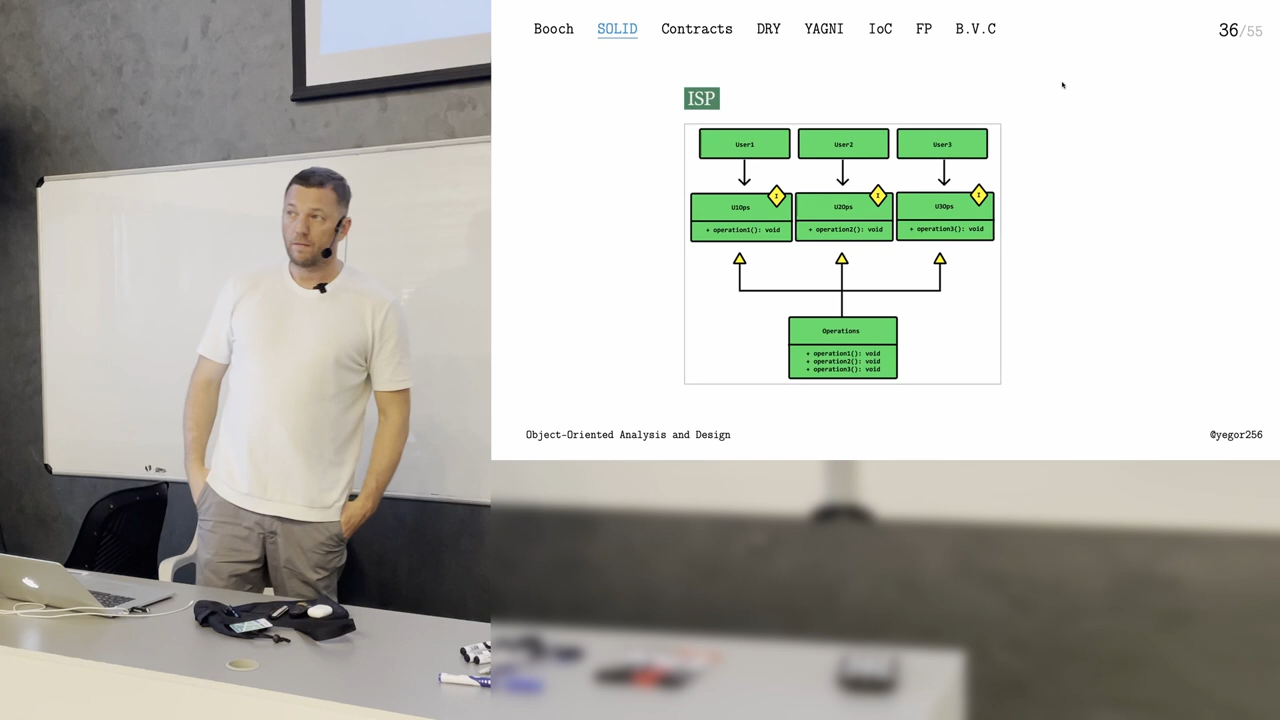 Booch SOLID Contracts DRY YAGNI IoC FP B.V.C 36/55
ISP
User1 User2 User3
I I I
U1Ops U2Ops U3Ops
+ operation1(): void + operation2(): void + operation3(): void
Operations
+ operation1(): void
+ operation2(): void
+ operation3(): void
Object-Oriented Analysis and Design @yegor256